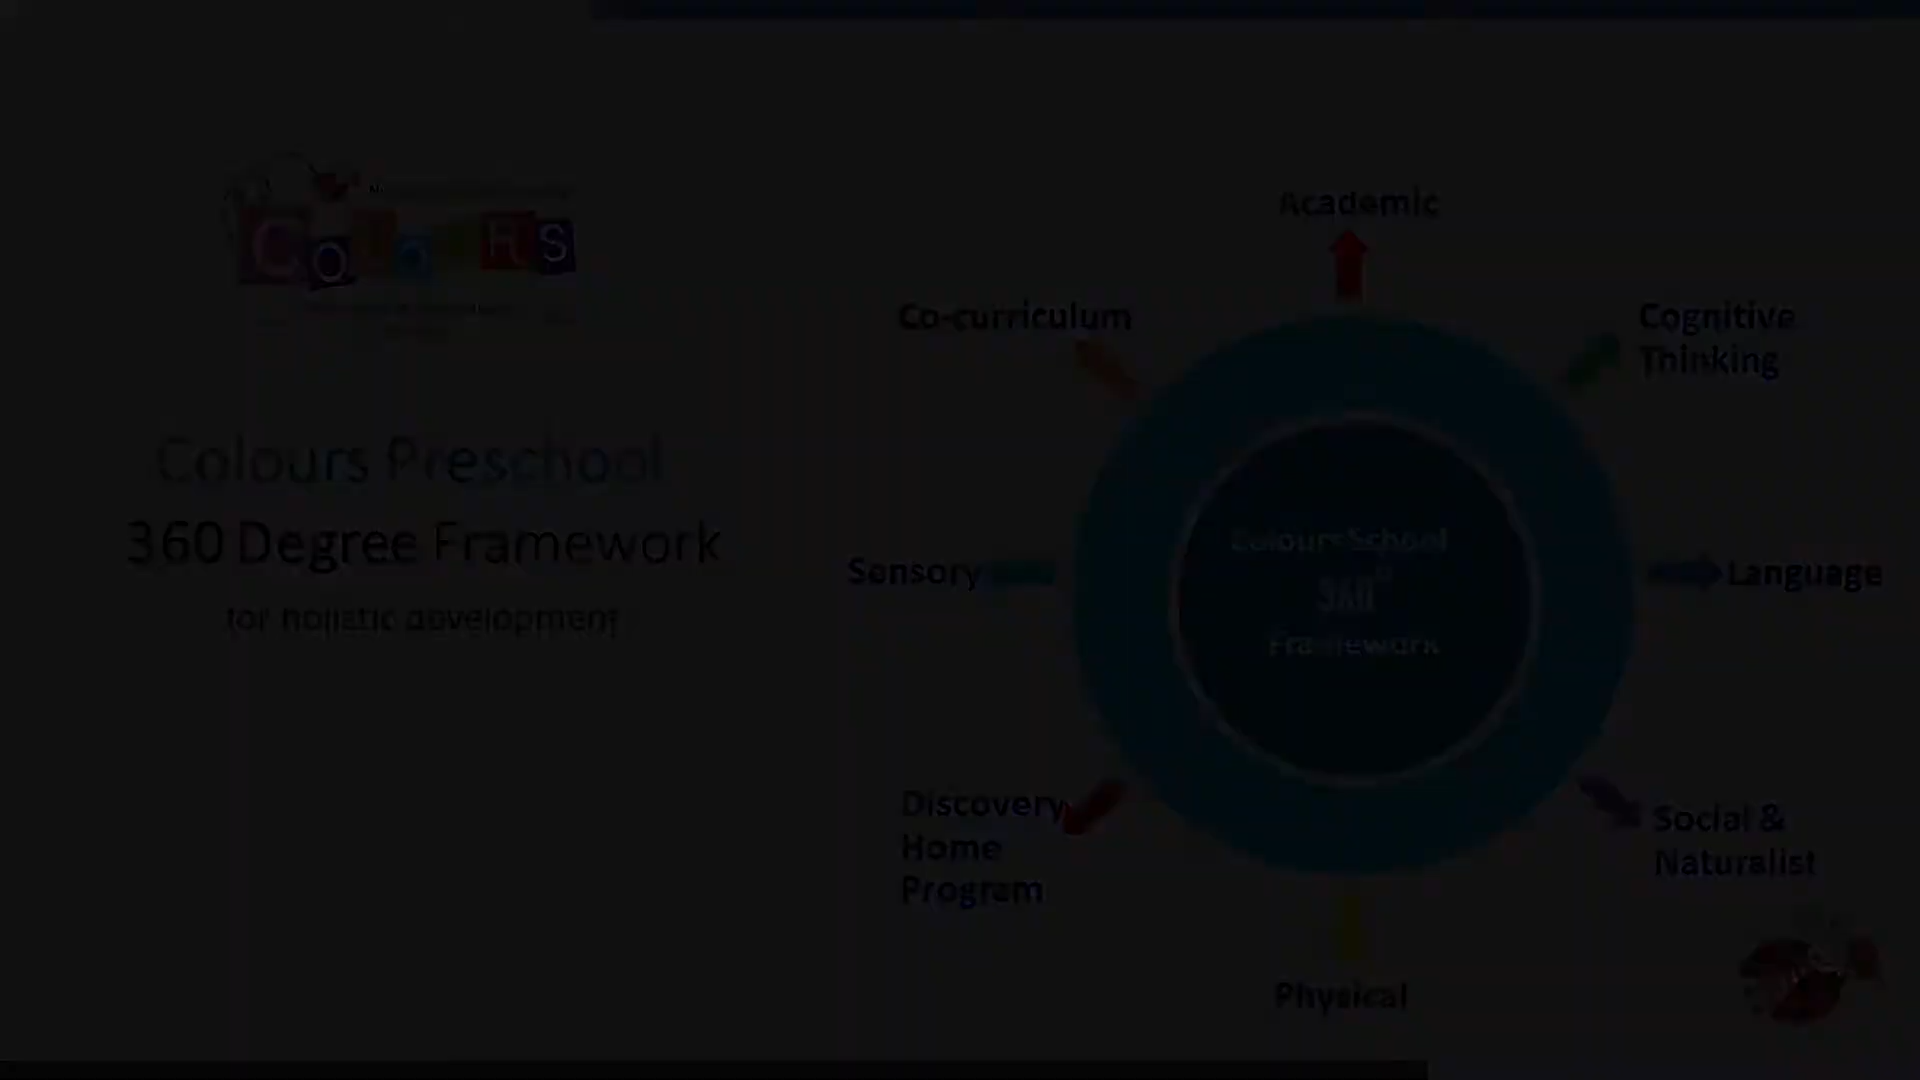 COLOURS
Colours Preschool
360 Degree Framework
for holistic development
Academic
Cognitive
Thinking
Language
Social &
Naturalist
Physical
Discovery
Home
Program
Sensory
Co-curriculum
Colours School
360°
Framework